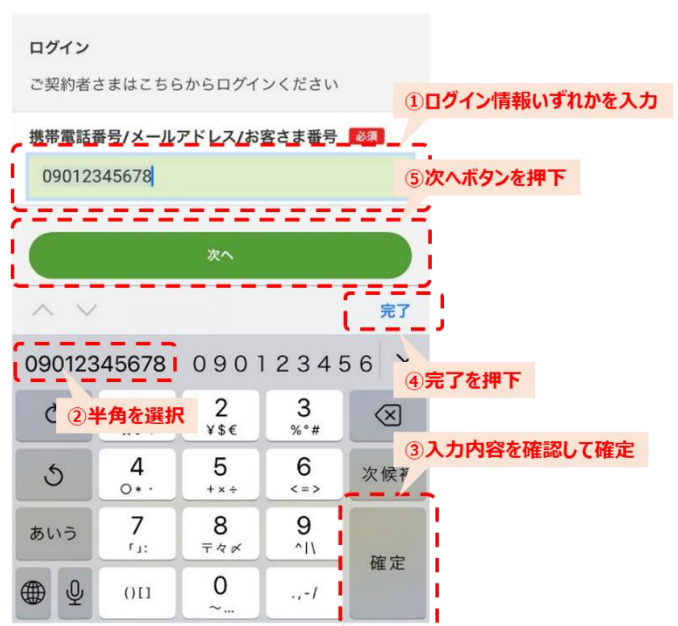 ログイン
ご契約者さまはこちらからログインください
①ログイン情報いずれかを入力
携帯電話番号/メールアドレス/お客さま番号 必須
09012345678
⑤次へボタンを押下
次へ
完了
09012345678 090123456
④完了を押下
②半角を選択
2
¥$€
3
%°#
③入力内容を確認して確定
4
○*・
5
+×÷
6
<=>
次候補
あいう
7
「」:
8
〒々〆
9
^|\
確定
()[]
0
〜…
.,-/